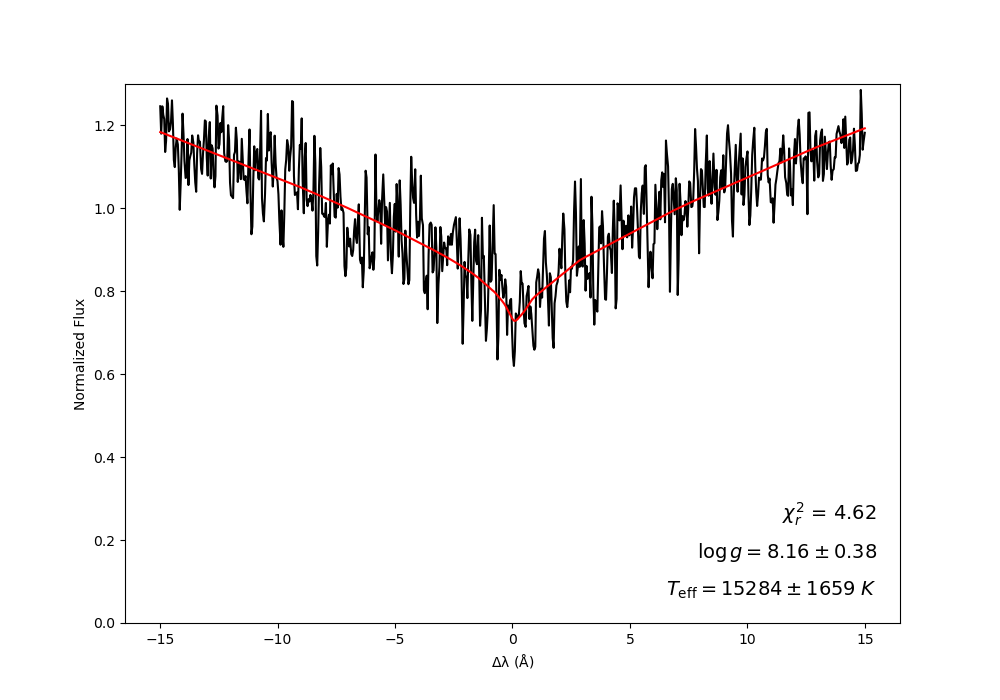 1.2
1.0
0.8
0.6
0.4
0.2
0.0
Normalized Flux
χ²ᵣ = 4.62
log g = 8.16 ± 0.38
T_eff = 15284 ± 1659 K
−15 −10 −5 0 5 10 15
Δλ (Å)